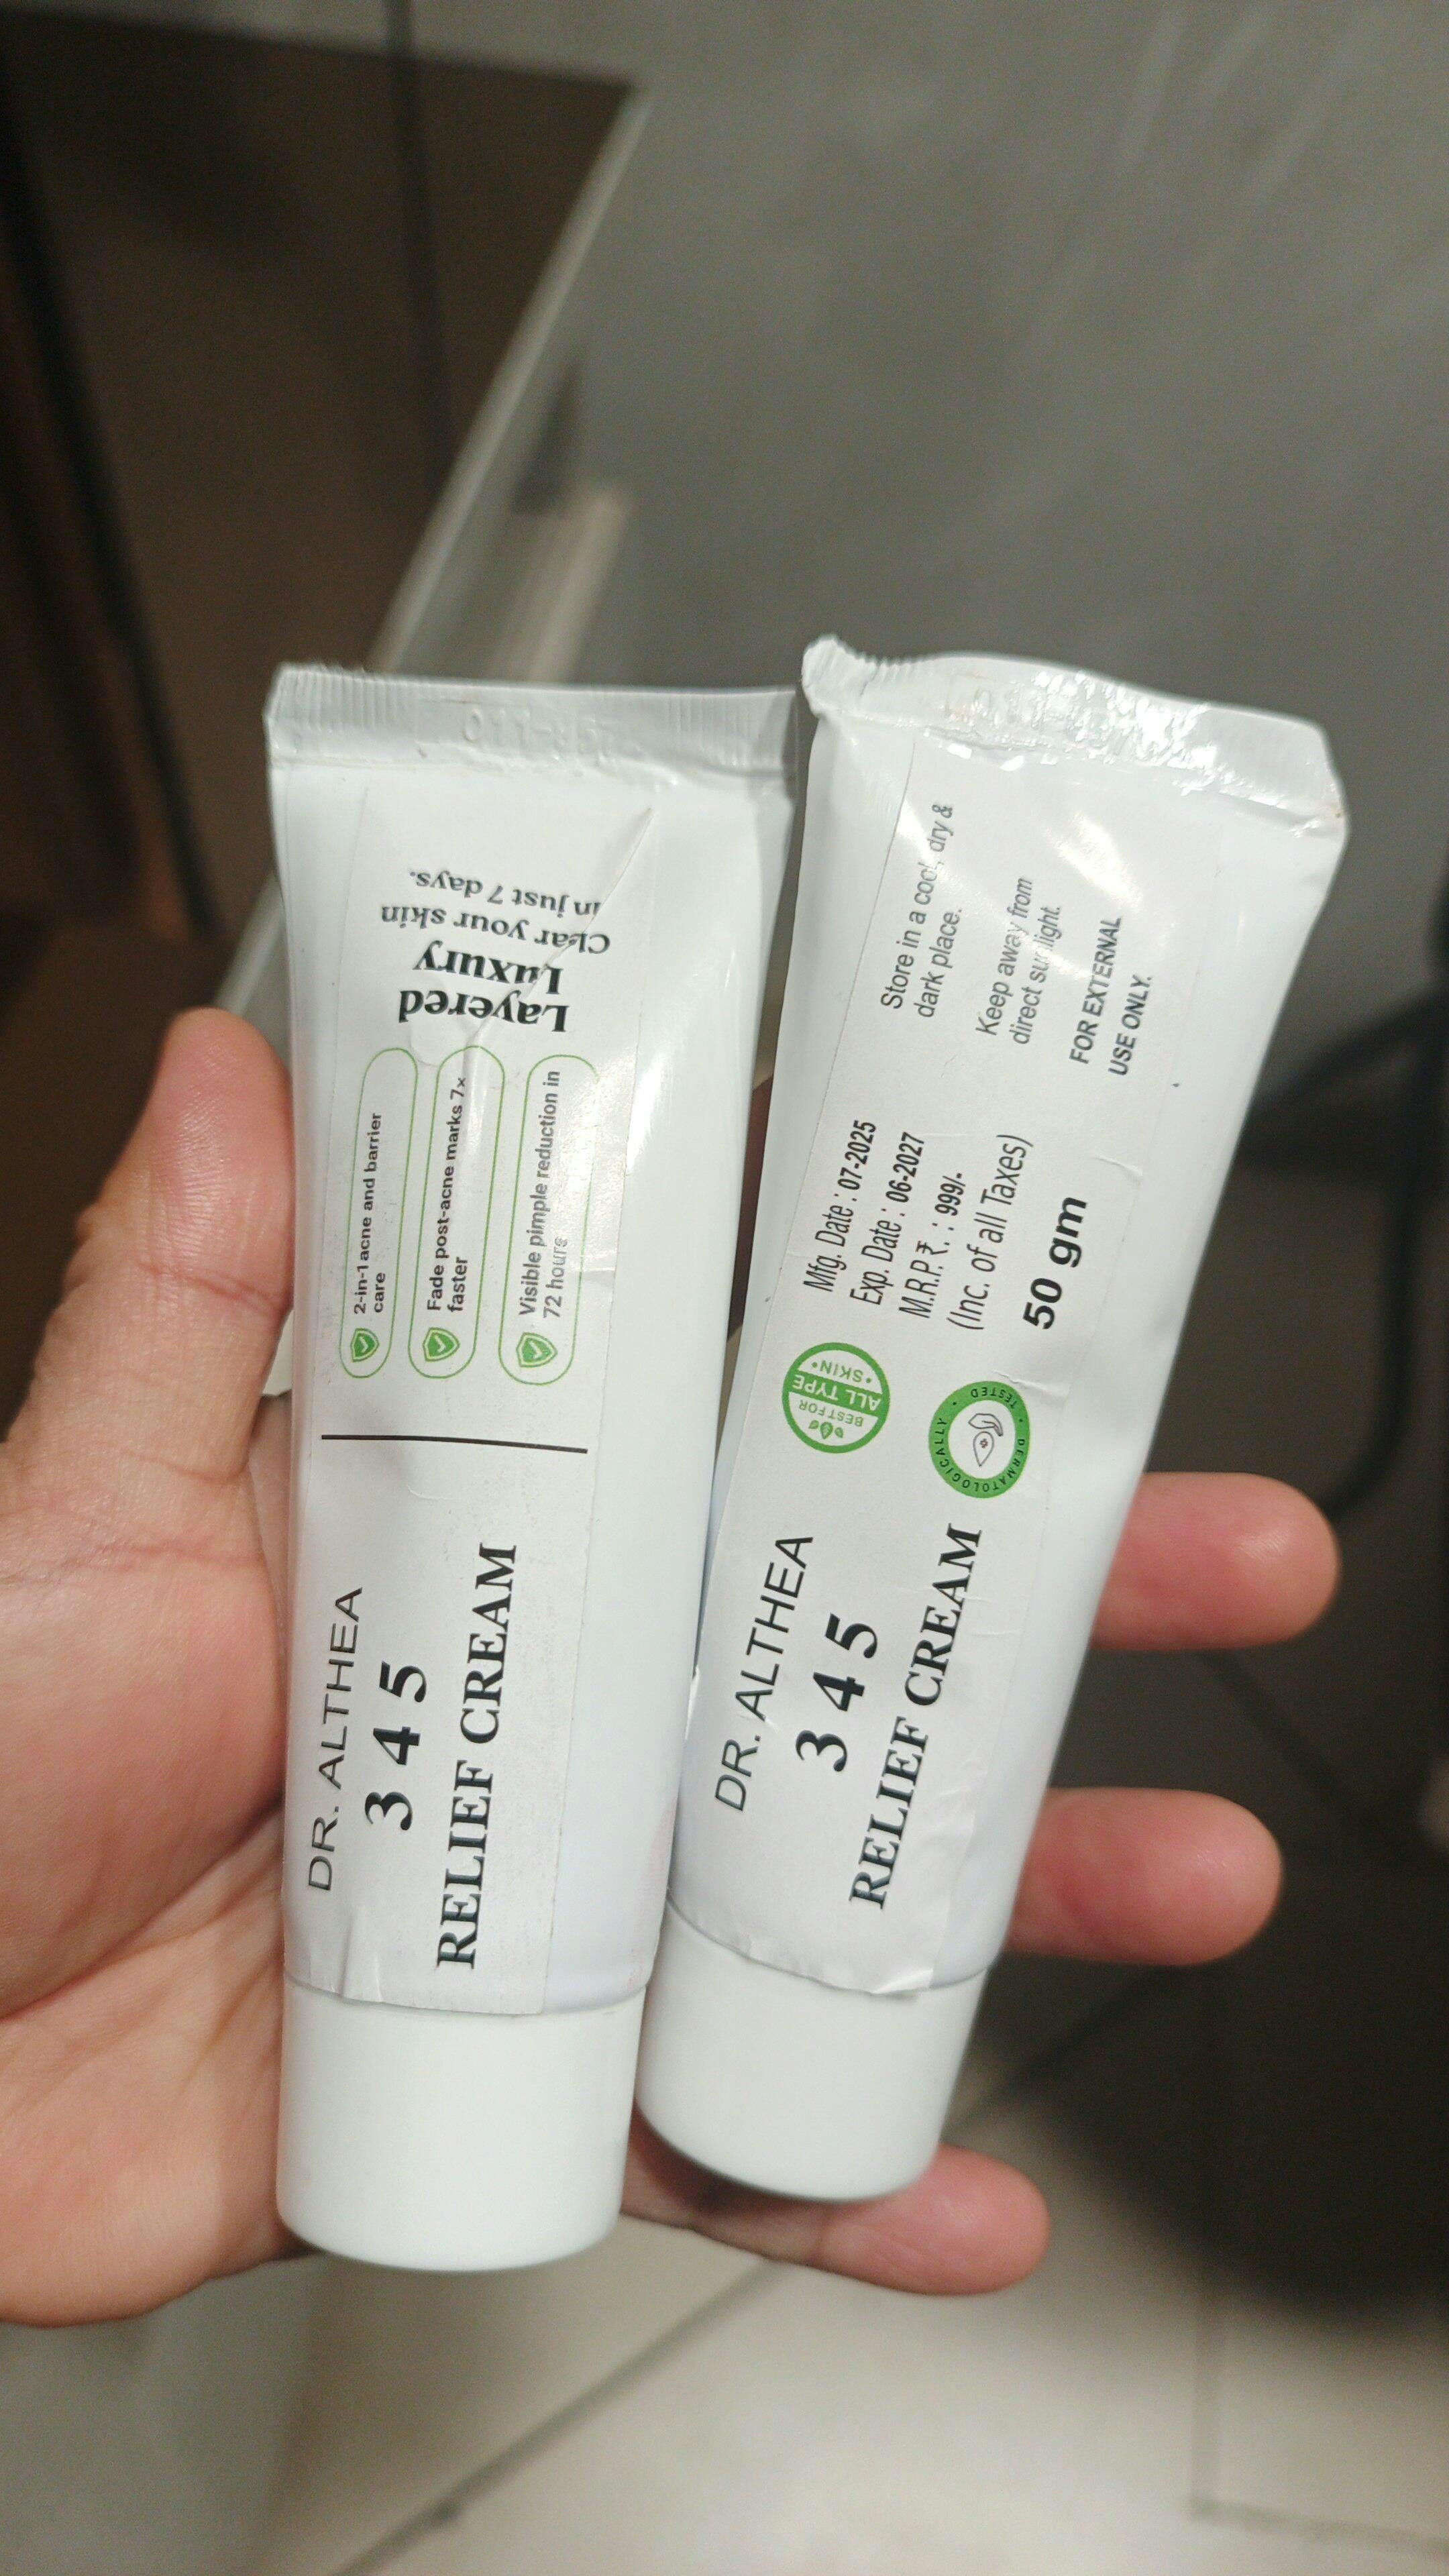 DR. ALTHEA
3 4 5
RELIEF CREAM
2-in-1 acne and barrier
care
Fade post-acne marks 7×
faster
Visible pimple reduction in
72 hours
Layered
Luxury
Clear your skin
in just 7 days.
DR. ALTHEA
3 4 5
RELIEF CREAM
BEST FOR
ALL TYPE
•SKIN•
DERMATOLOGICALLY • TESTED •
Mfg. Date : 07-2025
Exp. Date : 06-2027
M.R.P.₹. : 999/-
(Inc. of all Taxes)
50 gm
Store in a cool, dry &
dark place.
Keep away from
direct sunlight.
FOR EXTERNAL
USE ONLY.